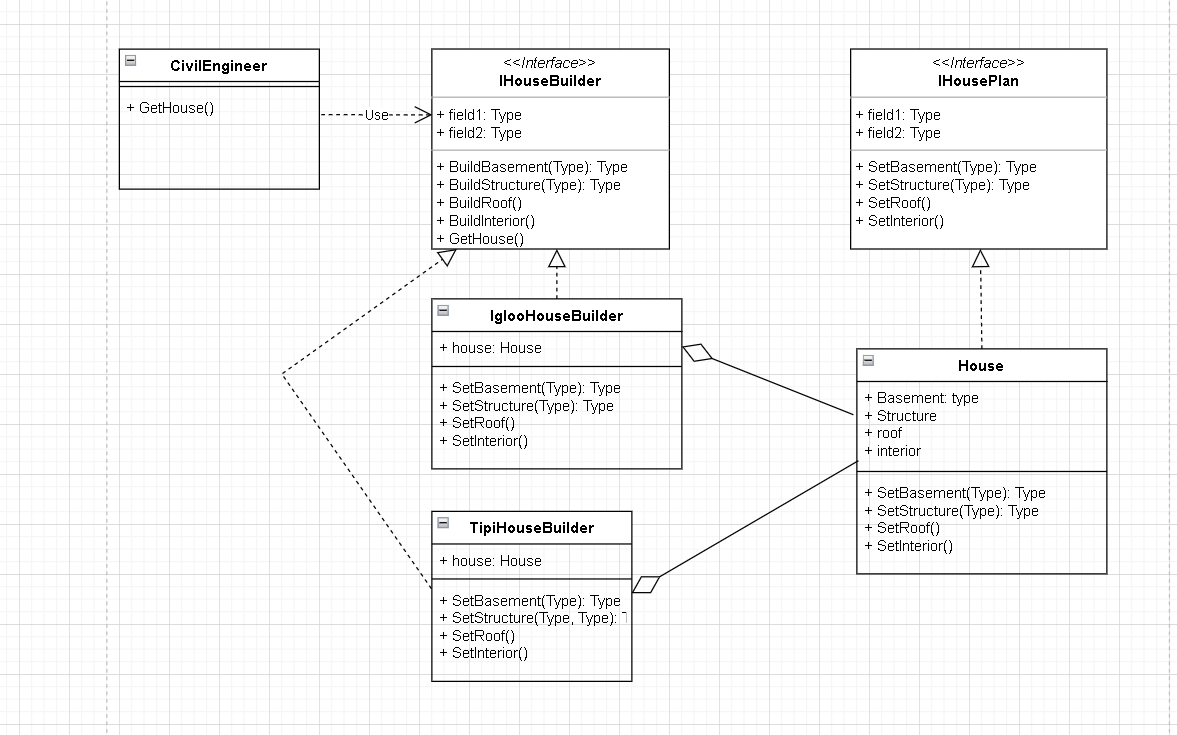 CivilEngineer
+ GetHouse()
Use
<<Interface>>
IHouseBuilder
+ field1: Type
+ field2: Type
+ BuildBasement(Type): Type
+ BuildStructure(Type): Type
+ BuildRoof()
+ BuildInterior()
+ GetHouse()
<<Interface>>
IHousePlan
+ field1: Type
+ field2: Type
+ SetBasement(Type): Type
+ SetStructure(Type): Type
+ SetRoof()
+ SetInterior()
IglooHouseBuilder
+ house: House
+ SetBasement(Type): Type
+ SetStructure(Type): Type
+ SetRoof()
+ SetInterior()
House
+ Basement: type
+ Structure
+ roof
+ interior
+ SetBasement(Type): Type
+ SetStructure(Type): Type
+ SetRoof()
+ SetInterior()
TipiHouseBuilder
+ house: House
+ SetBasement(Type): Type
+ SetStructure(Type, Type):
+ SetRoof()
+ SetInterior()